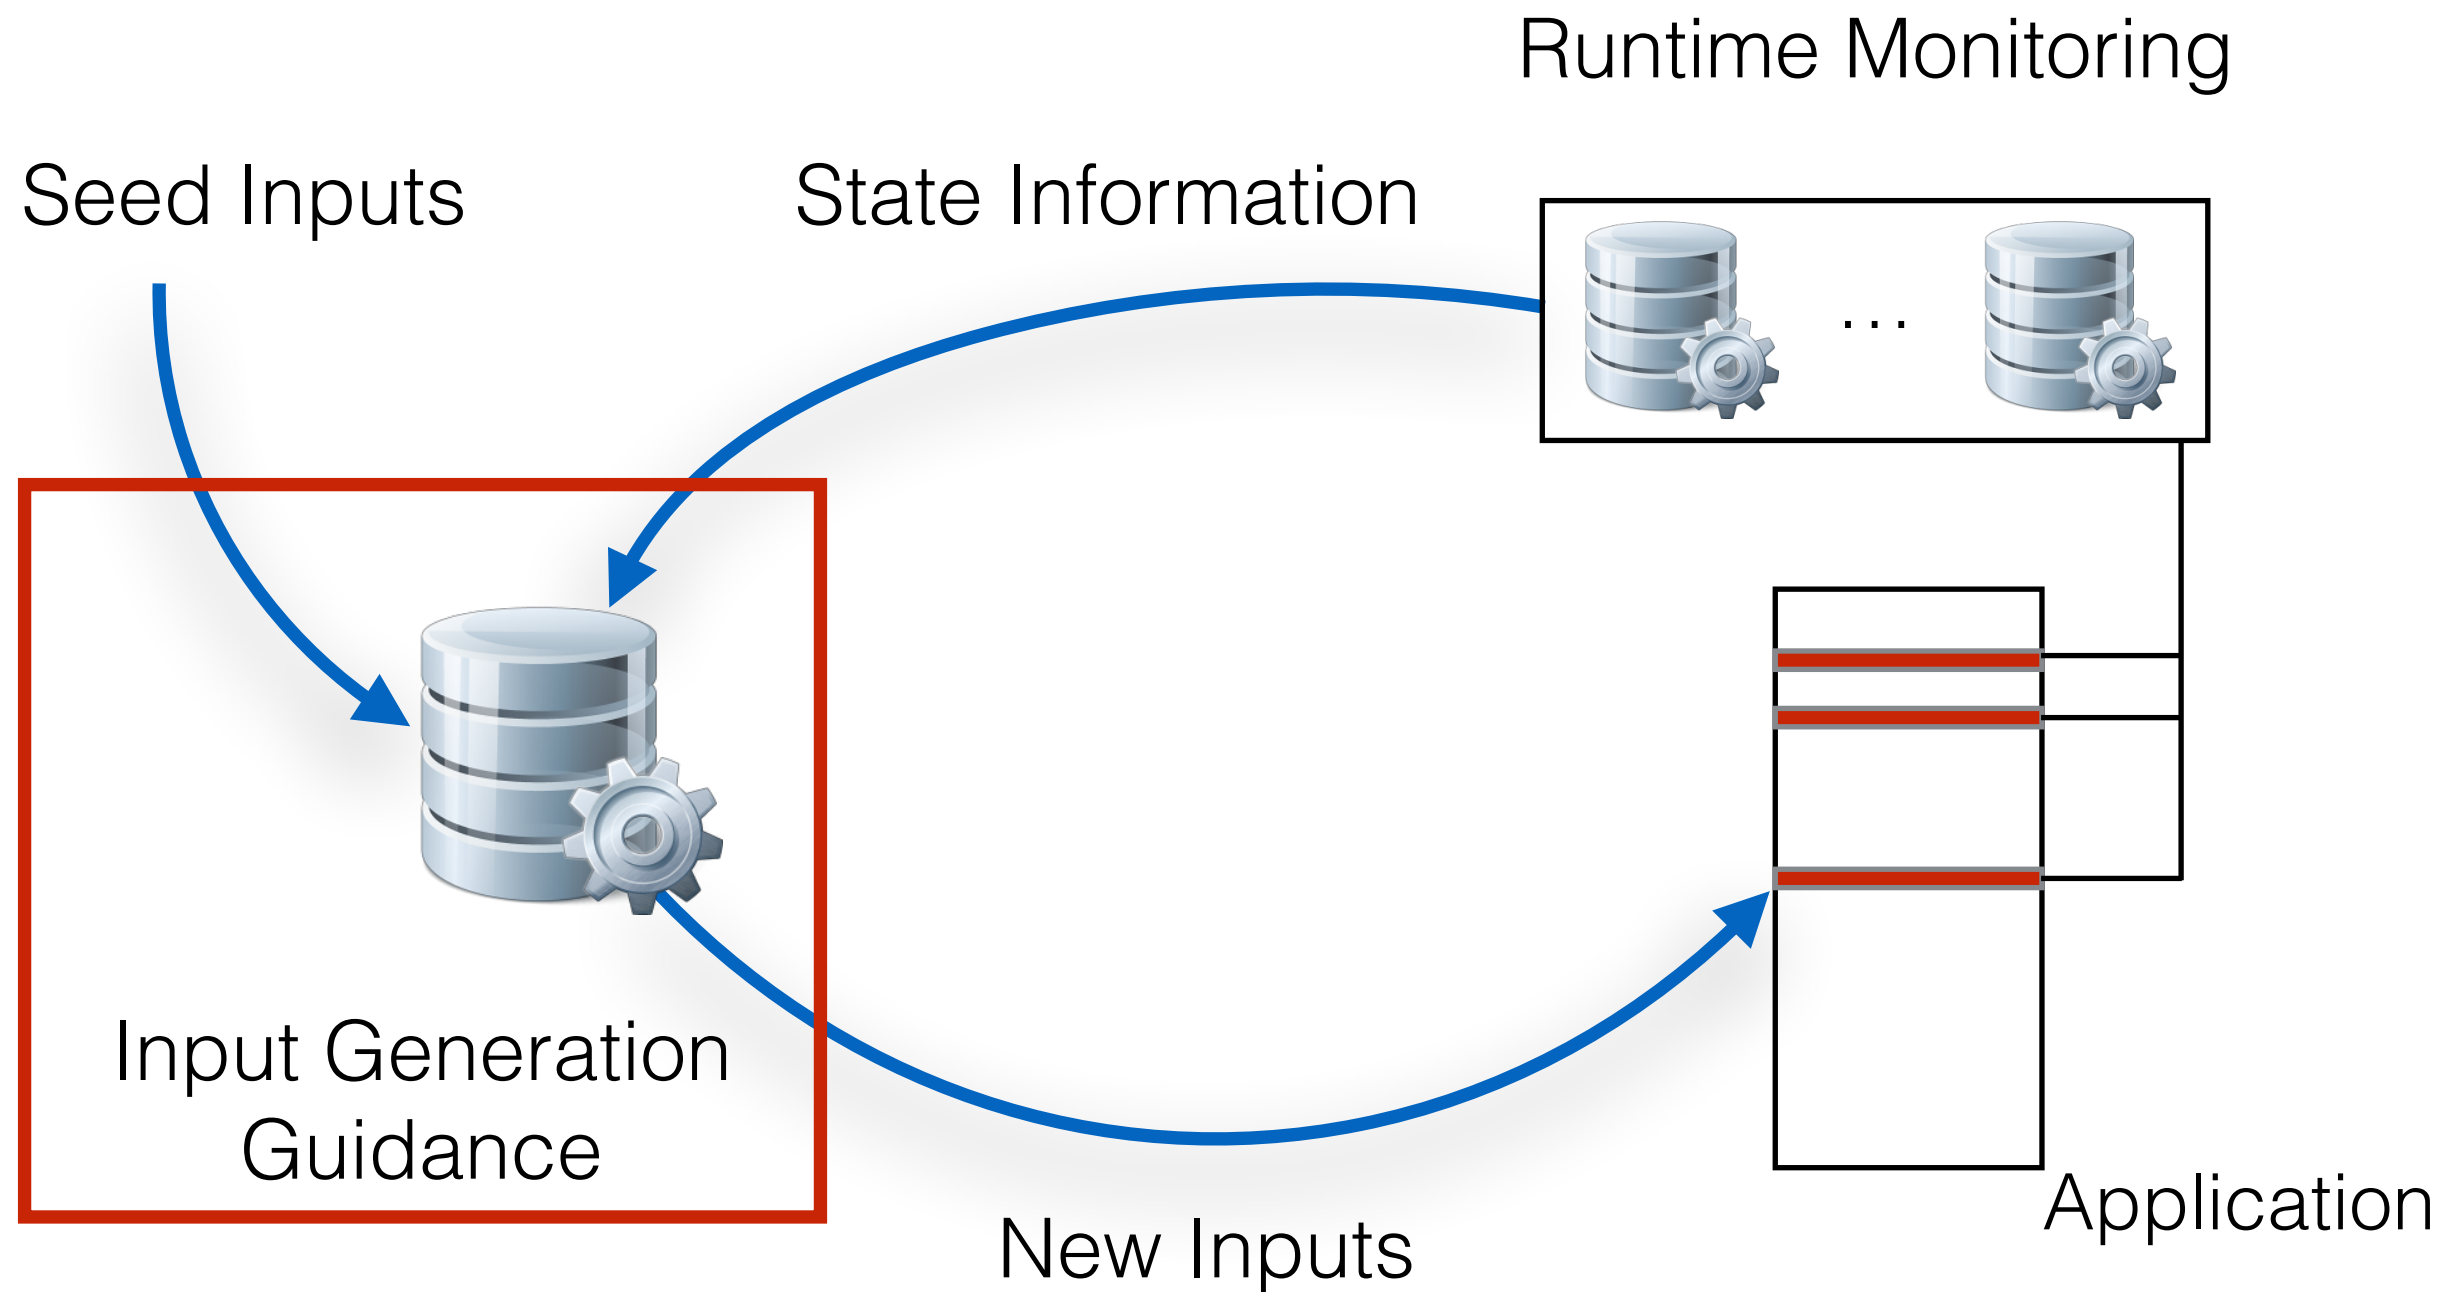 Runtime Monitoring
Seed Inputs
State Information
...
Input Generation
Guidance
Application
New Inputs